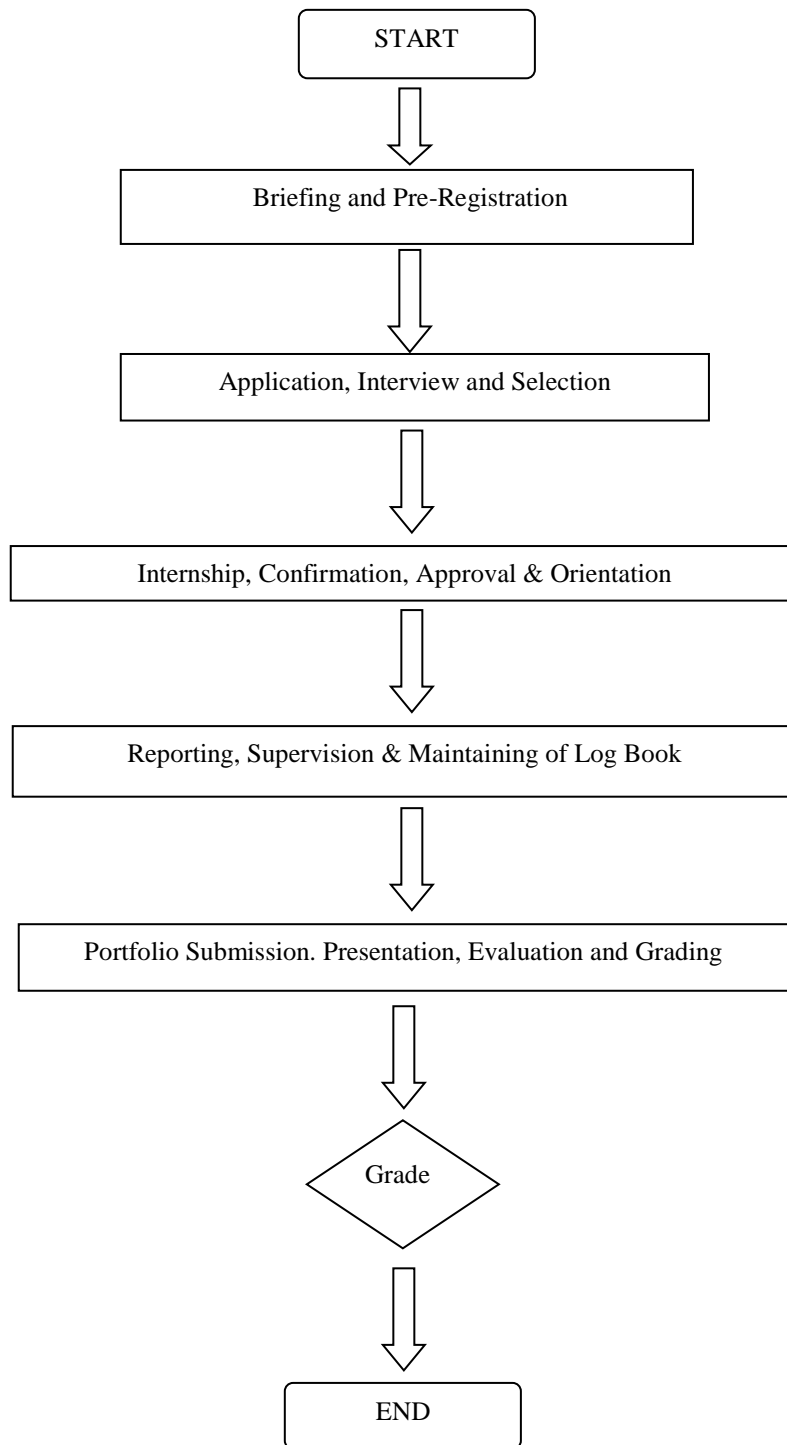 START
Briefing and Pre-Registration
Application, Interview and Selection
Internship, Confirmation, Approval & Orientation
Reporting, Supervision & Maintaining of Log Book
Portfolio Submission. Presentation, Evaluation and Grading
Grade
END